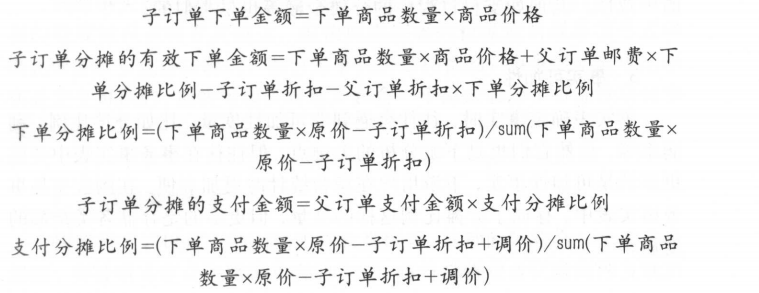 子订单下单金额=下单商品数量×商品价格
子订单分摊的有效下单金额=下单商品数量×商品价格+父订单邮费×下
单分摊比例-子订单折扣-父订单折扣×下单分摊比例
下单分摊比例=(下单商品数量×原价-子订单折扣)/sum(下单商品数量×
原价-子订单折扣)
子订单分摊的支付金额=父订单支付金额×支付分摊比例
支付分摊比例=(下单商品数量×原价-子订单折扣+调价)/sum(下单商品
数量×原价-子订单折扣+调价)